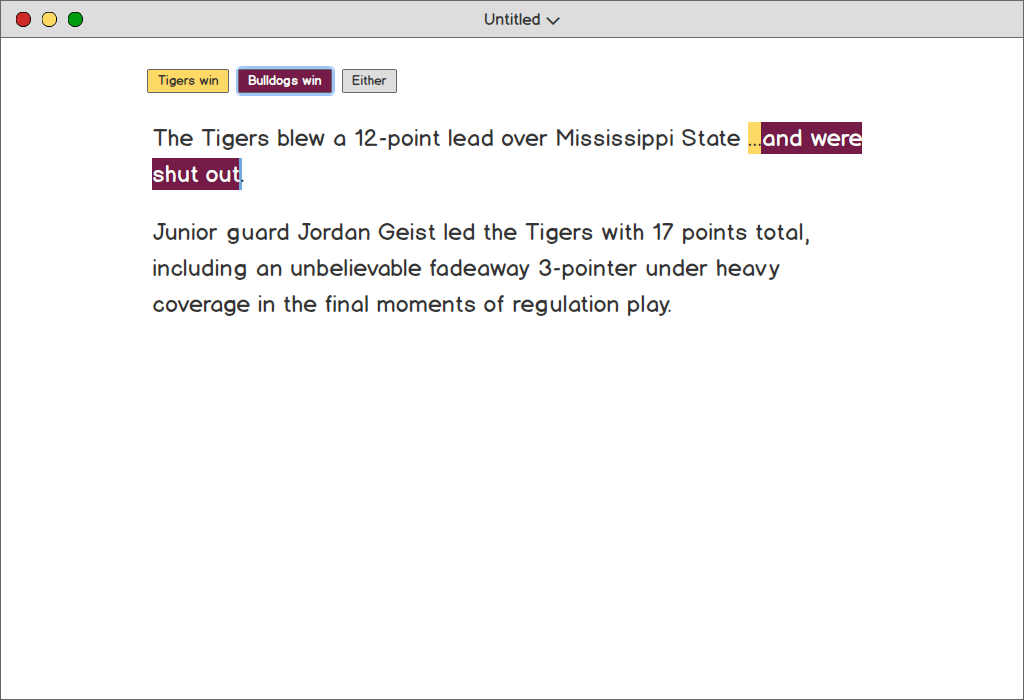 Untitled
Tigers win Bulldogs win Either
The Tigers blew a 12-point lead over Mississippi State ...and were
shut out.
Junior guard Jordan Geist led the Tigers with 17 points total,
including an unbelievable fadeaway 3-pointer under heavy
coverage in the final moments of regulation play.